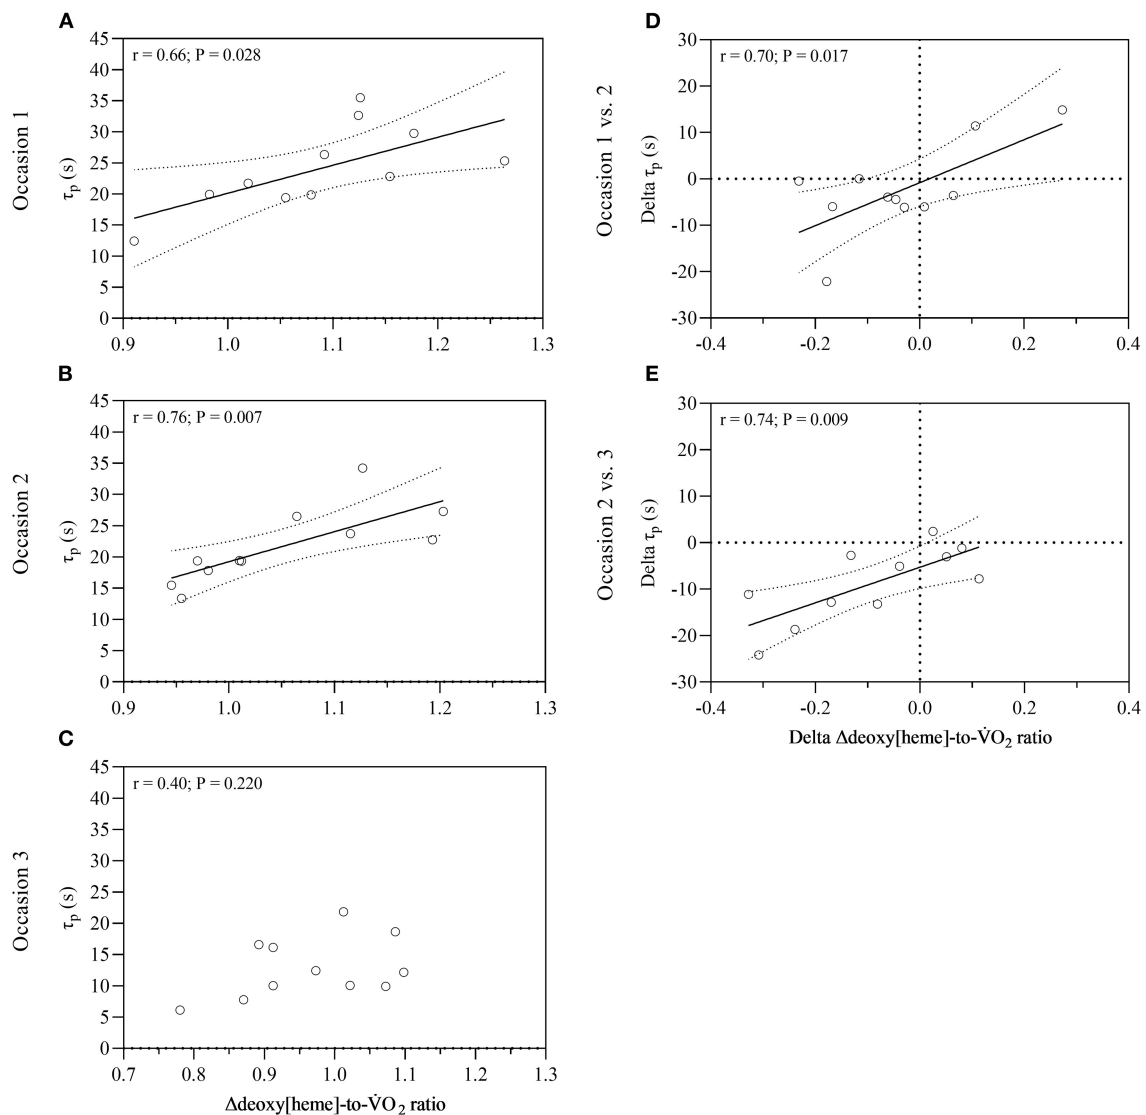 A
r = 0.66; P = 0.028
Occasion 1
τp (s)
45
40
35
30
25
20
15
10
5
0
0.9 1.0 1.1 1.2 1.3
B
r = 0.76; P = 0.007
Occasion 2
τp (s)
45
40
35
30
25
20
15
10
5
0
0.9 1.0 1.1 1.2 1.3
C
r = 0.40; P = 0.220
Occasion 3
τp (s)
45
40
35
30
25
20
15
10
5
0
0.7 0.8 0.9 1.0 1.1 1.2 1.3
Δdeoxy[heme]-to-V̇O2 ratio
D
r = 0.70; P = 0.017
Occasion 1 vs. 2
Delta τp (s)
30
20
10
0
-10
-20
-30
-0.4 -0.2 0.0 0.2 0.4
E
r = 0.74; P = 0.009
Occasion 2 vs. 3
Delta τp (s)
30
20
10
0
-10
-20
-30
-0.4 -0.2 0.0 0.2 0.4
Delta Δdeoxy[heme]-to-V̇O2 ratio